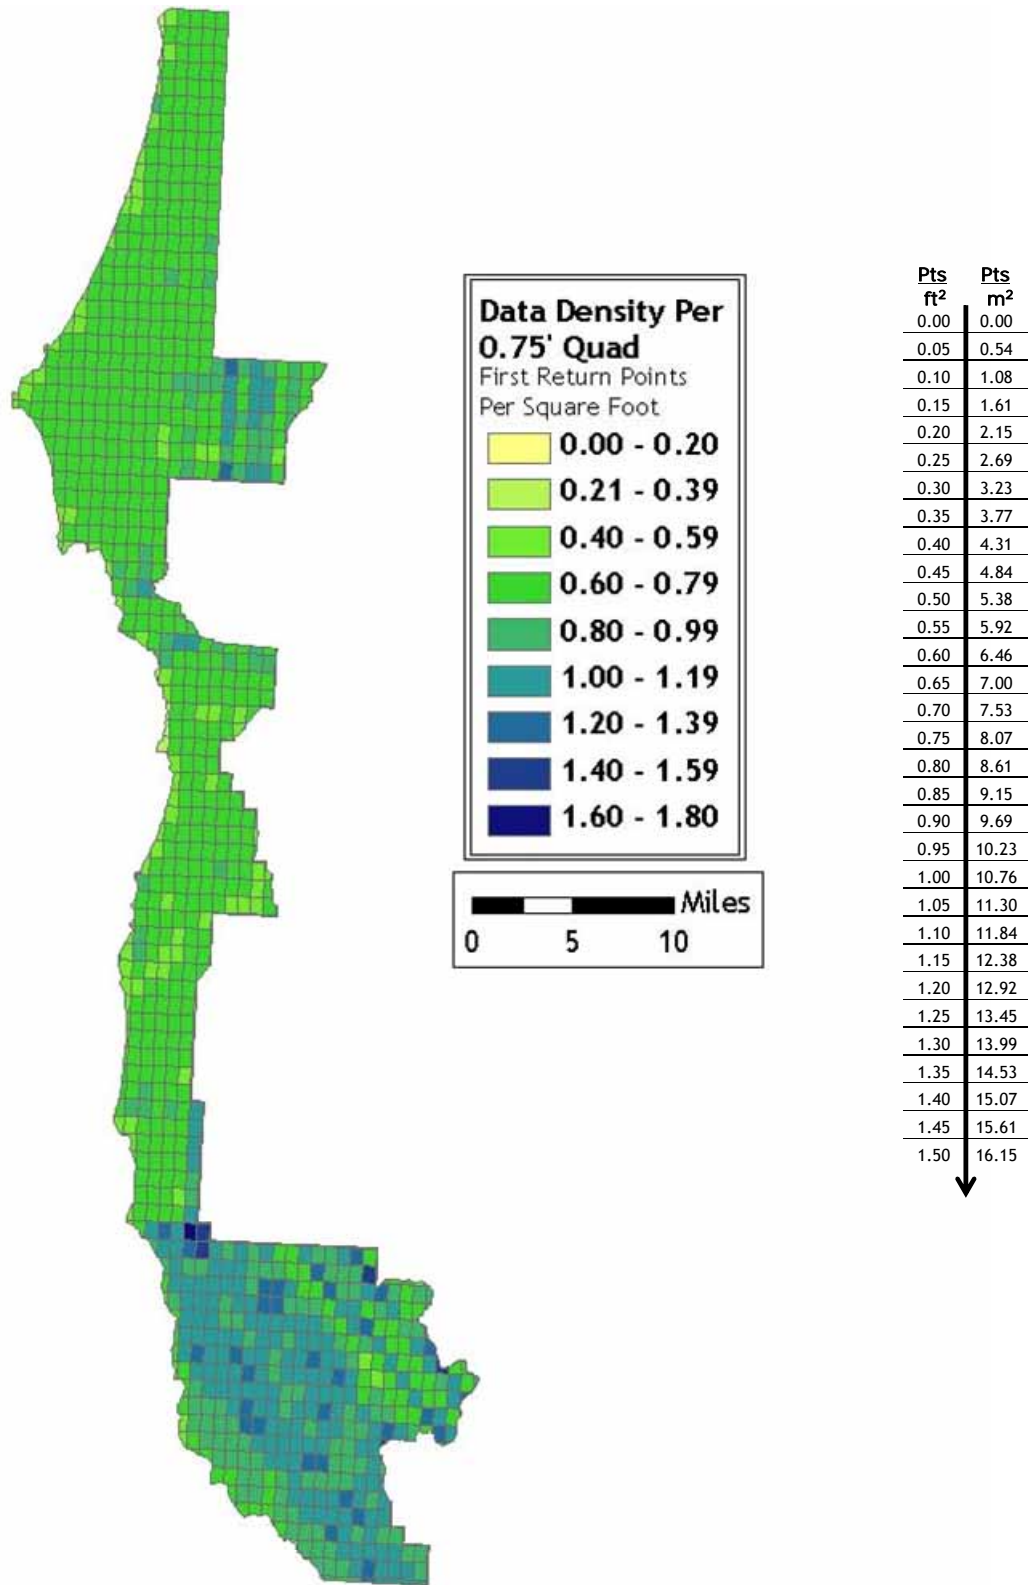 Data Density Per
0.75' Quad
First Return Points
Per Square Foot
0.00 - 0.20
0.21 - 0.39
0.40 - 0.59
0.60 - 0.79
0.80 - 0.99
1.00 - 1.19
1.20 - 1.39
1.40 - 1.59
1.60 - 1.80
Miles
0 5 10
Pts Pts
ft² m²
0.00 0.00
0.05 0.54
0.10 1.08
0.15 1.61
0.20 2.15
0.25 2.69
0.30 3.23
0.35 3.77
0.40 4.31
0.45 4.84
0.50 5.38
0.55 5.92
0.60 6.46
0.65 7.00
0.70 7.53
0.75 8.07
0.80 8.61
0.85 9.15
0.90 9.69
0.95 10.23
1.00 10.76
1.05 11.30
1.10 11.84
1.15 12.38
1.20 12.92
1.25 13.45
1.30 13.99
1.35 14.53
1.40 15.07
1.45 15.61
1.50 16.15